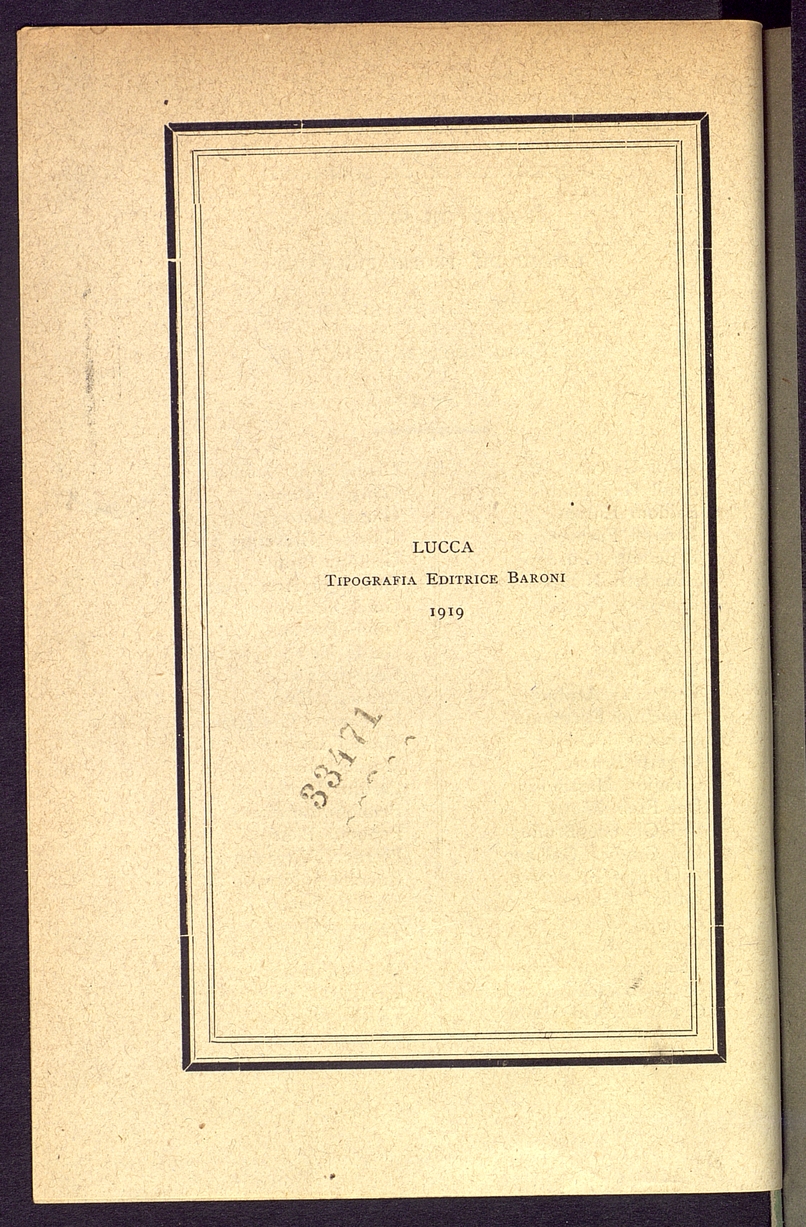 LUCCA
TIPOGRAFIA EDITRICE BARONI
1919
33471